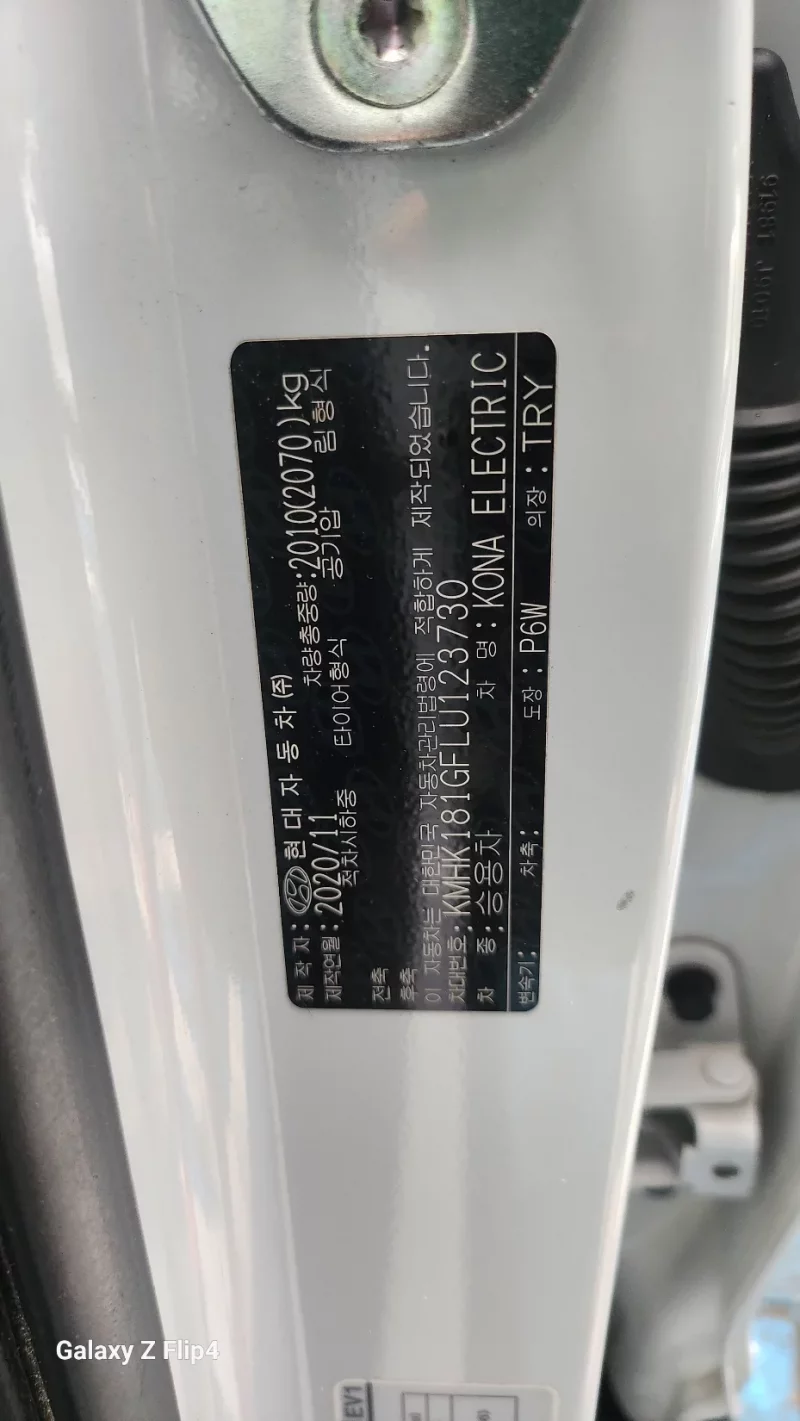 제 작 자 : 현 대 자 동 차 (주)
제작연월 : 2020/11 차량총중량 : 2010(2070) kg
적차시하중 타이어형식 공기압 림형식
전축
후축
이 자동차는 대한민국 자동차관리법령에 적합하게 제작되었습니다.
차대번호 : KMHK181GFLU123730
차 종 : 승용차 차 명 : KONA ELECTRIC
변속기 : 차축 : 도장 : P6W 의장 : TRY
EV1
Galaxy Z Flip4